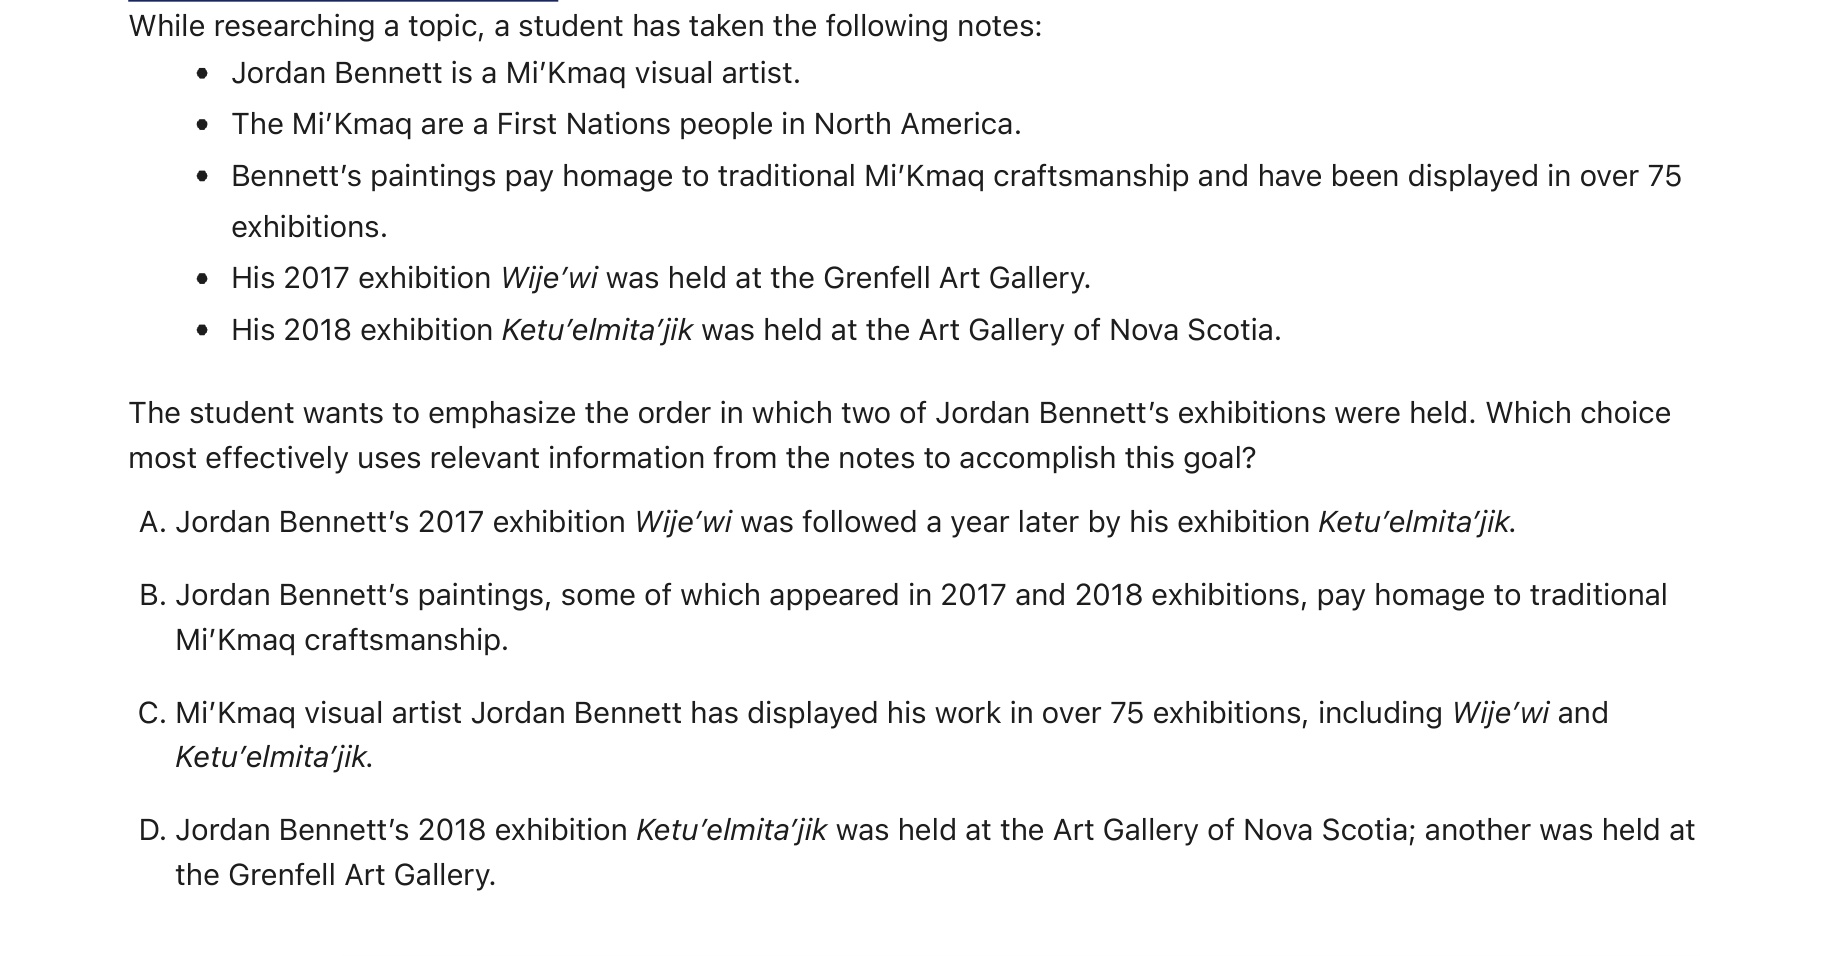 While researching a topic, a student has taken the following notes:
• Jordan Bennett is a Mi’Kmaq visual artist.
• The Mi’Kmaq are a First Nations people in North America.
• Bennett’s paintings pay homage to traditional Mi’Kmaq craftsmanship and have been displayed in over 75
exhibitions.
• His 2017 exhibition Wije’wi was held at the Grenfell Art Gallery.
• His 2018 exhibition Ketu’elmita’jik was held at the Art Gallery of Nova Scotia.
The student wants to emphasize the order in which two of Jordan Bennett’s exhibitions were held. Which choice
most effectively uses relevant information from the notes to accomplish this goal?
A. Jordan Bennett’s 2017 exhibition Wije’wi was followed a year later by his exhibition Ketu’elmita’jik.
B. Jordan Bennett’s paintings, some of which appeared in 2017 and 2018 exhibitions, pay homage to traditional
Mi’Kmaq craftsmanship.
C. Mi’Kmaq visual artist Jordan Bennett has displayed his work in over 75 exhibitions, including Wije’wi and
Ketu’elmita’jik.
D. Jordan Bennett’s 2018 exhibition Ketu’elmita’jik was held at the Art Gallery of Nova Scotia; another was held at
the Grenfell Art Gallery.